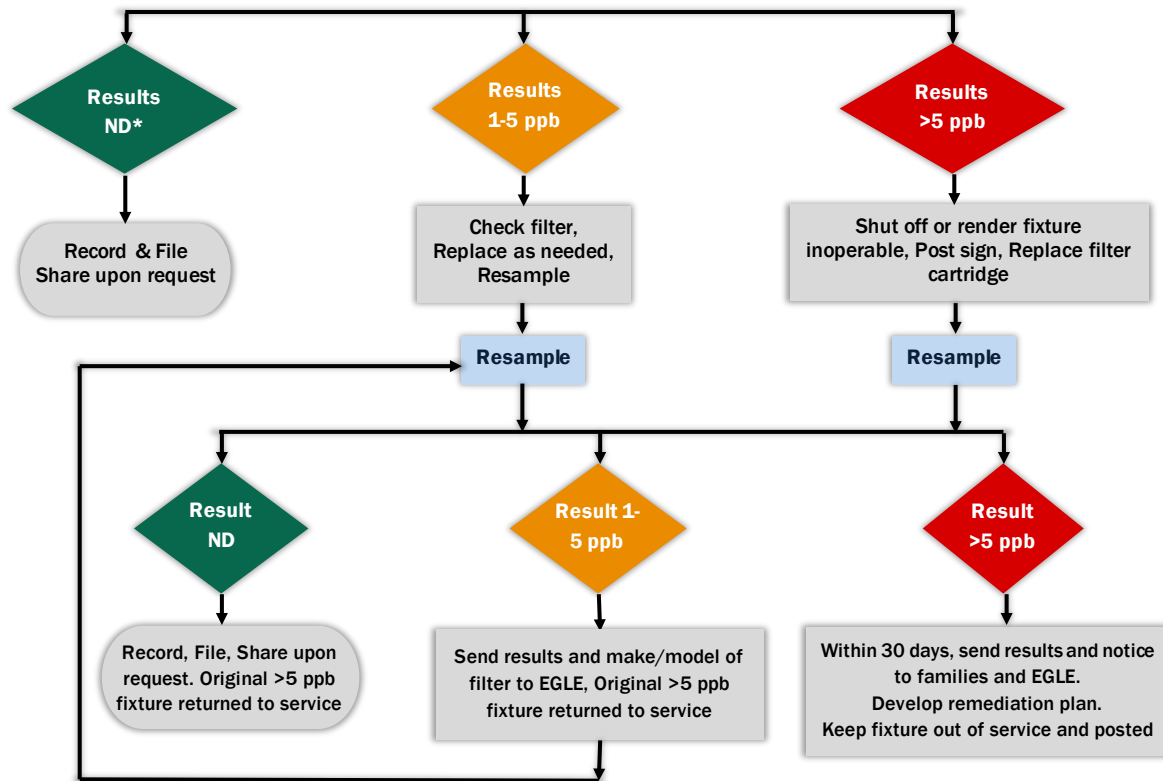 Results
ND*
Results
1-5 ppb
Results
>5 ppb
Record & File
Share upon request
Check filter,
Replace as needed,
Resample
Shut off or render fixture
inoperable, Post sign, Replace filter
cartridge
Resample
Resample
Result
ND
Result 1-
5 ppb
Result
>5 ppb
Record, File, Share upon
request. Original >5 ppb
fixture returned to service
Send results and make/model of
filter to EGLE, Original >5 ppb
fixture returned to service
Within 30 days, send results and notice
to families and EGLE.
Develop remediation plan.
Keep fixture out of service and posted